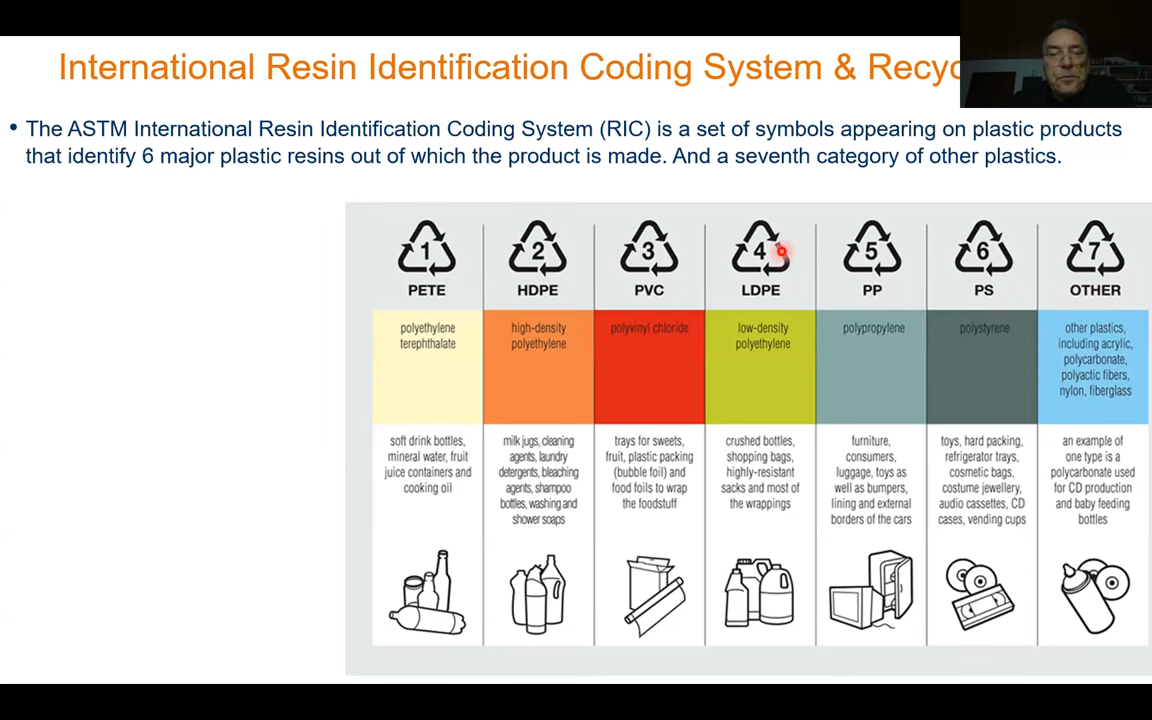 International Resin Identification Coding System & Recyc
• The ASTM International Resin Identification Coding System (RIC) is a set of symbols appearing on plastic products
that identify 6 major plastic resins out of which the product is made. And a seventh category of other plastics.
1
PETE
polyethylene
terephthalate
soft drink bottles,
mineral water, fruit
juice containers and
cooking oil
2
HDPE
high-density
polyethylene
milk jugs, cleaning
agents, laundry
detergents, bleaching
agents, shampoo
bottles, washing and
shower soaps
3
PVC
polyvinyl chloride
trays for sweets,
fruit, plastic packing
(bubble foil) and
food foils to wrap
the foodstuff
4
LDPE
low-density
polyethylene
crushed bottles,
shopping bags,
highly-resistant
sacks and most of
the wrappings
5
PP
polypropylene
furniture,
consumers,
luggage, toys as
well as bumpers,
lining and external
borders of the cars
6
PS
polystyrene
toys, hard packing,
refrigerator trays,
cosmetic bags,
costume jewellery,
audio cassettes, CD
cases, vending cups
7
OTHER
other plastics,
including acrylic,
polycarbonate,
polyactic fibers,
nylon, fiberglass
an example of
one type is a
polycarbonate used
for CD production
and baby feeding
bottles